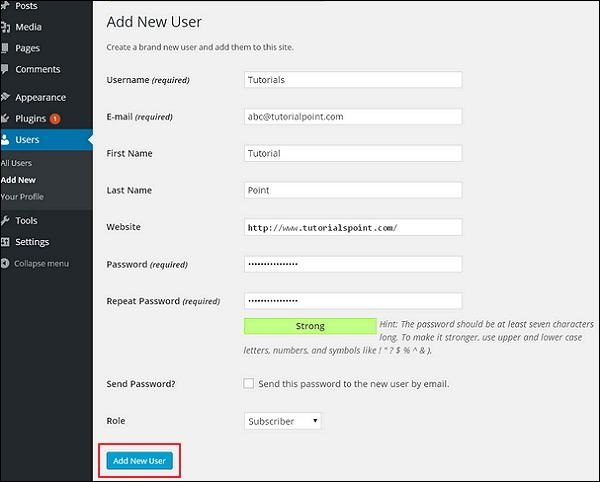 Posts
Media
Pages
Comments
Appearance
Plugins 1
Users
All Users
Add New
Your Profile
Tools
Settings
Collapse menu
Add New User
Create a brand new user and add them to this site.
Username (required) Tutorials
E-mail (required) abc@tutorialpoint.com
First Name Tutorial
Last Name Point
Website http://www.tutorialspoint.com/
Password (required) •••••••••••••••
Repeat Password (required) •••••••••••••••
Strong Hint: The password should be at least seven characters
long. To make it stronger, use upper and lower case
letters, numbers, and symbols like ! " ? $ % ^ & ).
Send Password? Send this password to the new user by email.
Role Subscriber
Add New User